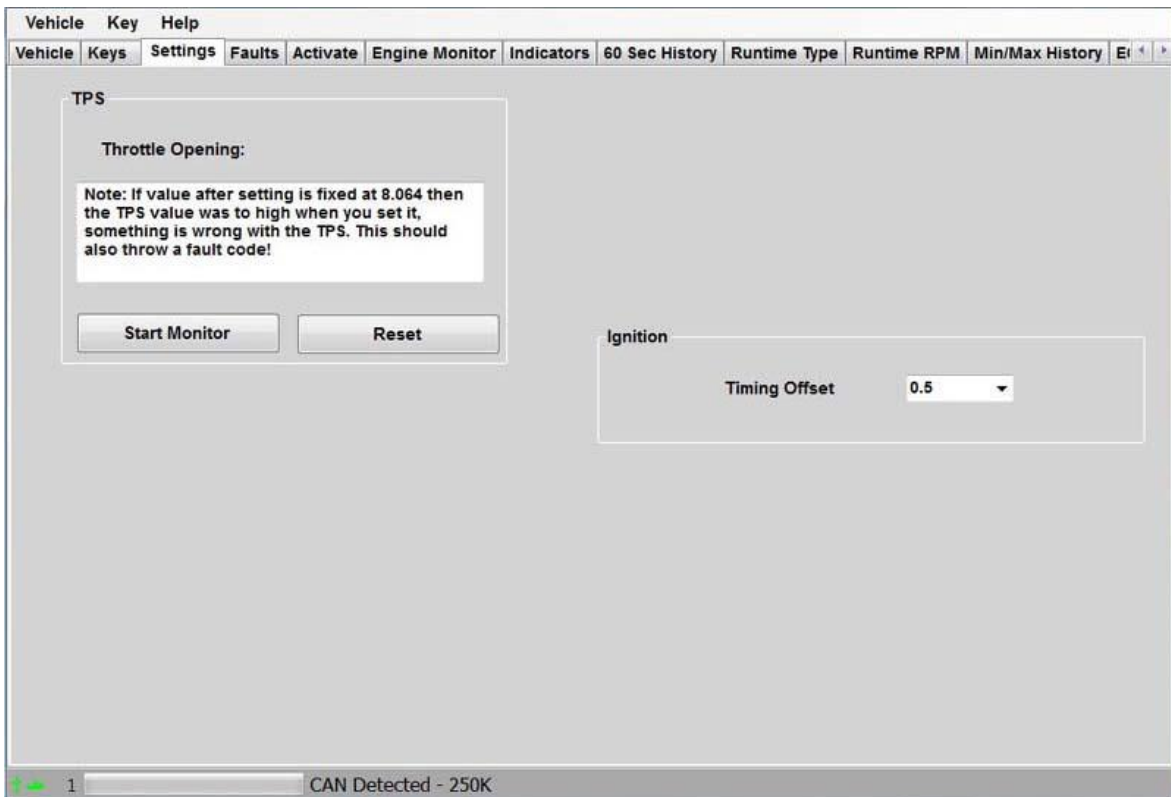 Vehicle Key Help
Vehicle Keys Settings Faults Activate Engine Monitor Indicators 60 Sec History Runtime Type Runtime RPM Min/Max History
TPS
Throttle Opening:
Note: If value after setting is fixed at 8.064 then
the TPS value was to high when you set it,
something is wrong with the TPS. This should
also throw a fault code!
Start Monitor Reset
Ignition
Timing Offset 0.5
1 CAN Detected - 250K